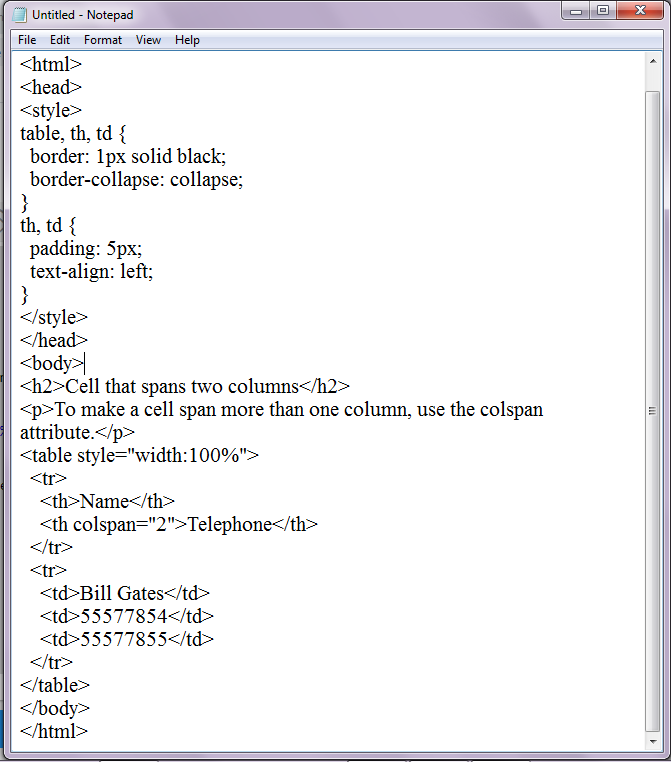 Untitled - Notepad
File Edit Format View Help
<html>
<head>
<style>
table, th, td {
  border: 1px solid black;
  border-collapse: collapse;
}
th, td {
  padding: 5px;
  text-align: left;
}
</style>
</head>
<body>
<h2>Cell that spans two columns</h2>
<p>To make a cell span more than one column, use the colspan
attribute.</p>
<table style="width:100%">
  <tr>
    <th>Name</th>
    <th colspan="2">Telephone</th>
  </tr>
  <tr>
    <td>Bill Gates</td>
    <td>55577854</td>
    <td>55577855</td>
  </tr>
</table>
</body>
</html>